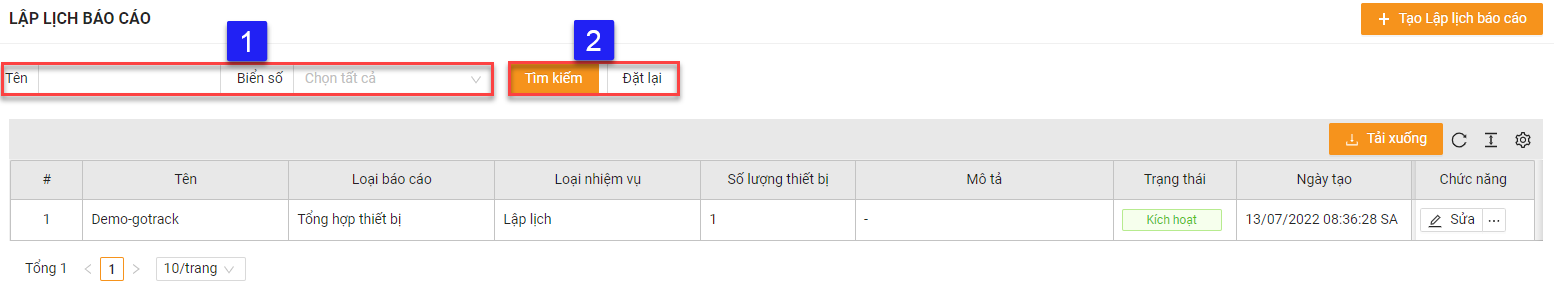 LẬP LỊCH BÁO CÁO
+ Tạo Lập lịch báo cáo
1
2
Tên Biển số Chọn tất cả Tìm kiếm Đặt lại
Tải xuống
# Tên Loại báo cáo Loại nhiệm vụ Số lượng thiết bị Mô tả Trạng thái Ngày tạo Chức năng
1 Demo-gotrack Tổng hợp thiết bị Lập lịch 1 - Kích hoạt 13/07/2022 08:36:28 SA Sửa ...
Tổng 1 < 1 > 10/trang